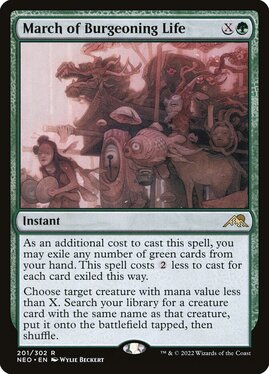 March of Burgeoning Life X
Instant
As an additional cost to cast this spell, you
may exile any number of green cards from
your hand. This spell costs 2 less to cast for
each card exiled this way.
Choose target creature with mana value less
than X. Search your library for a creature
card with the same name as that creature,
put it onto the battlefield tapped, then
shuffle.
201/302 R
NEO • EN WYLIE BECKERT
™ & © 2022 Wizards of the Coast